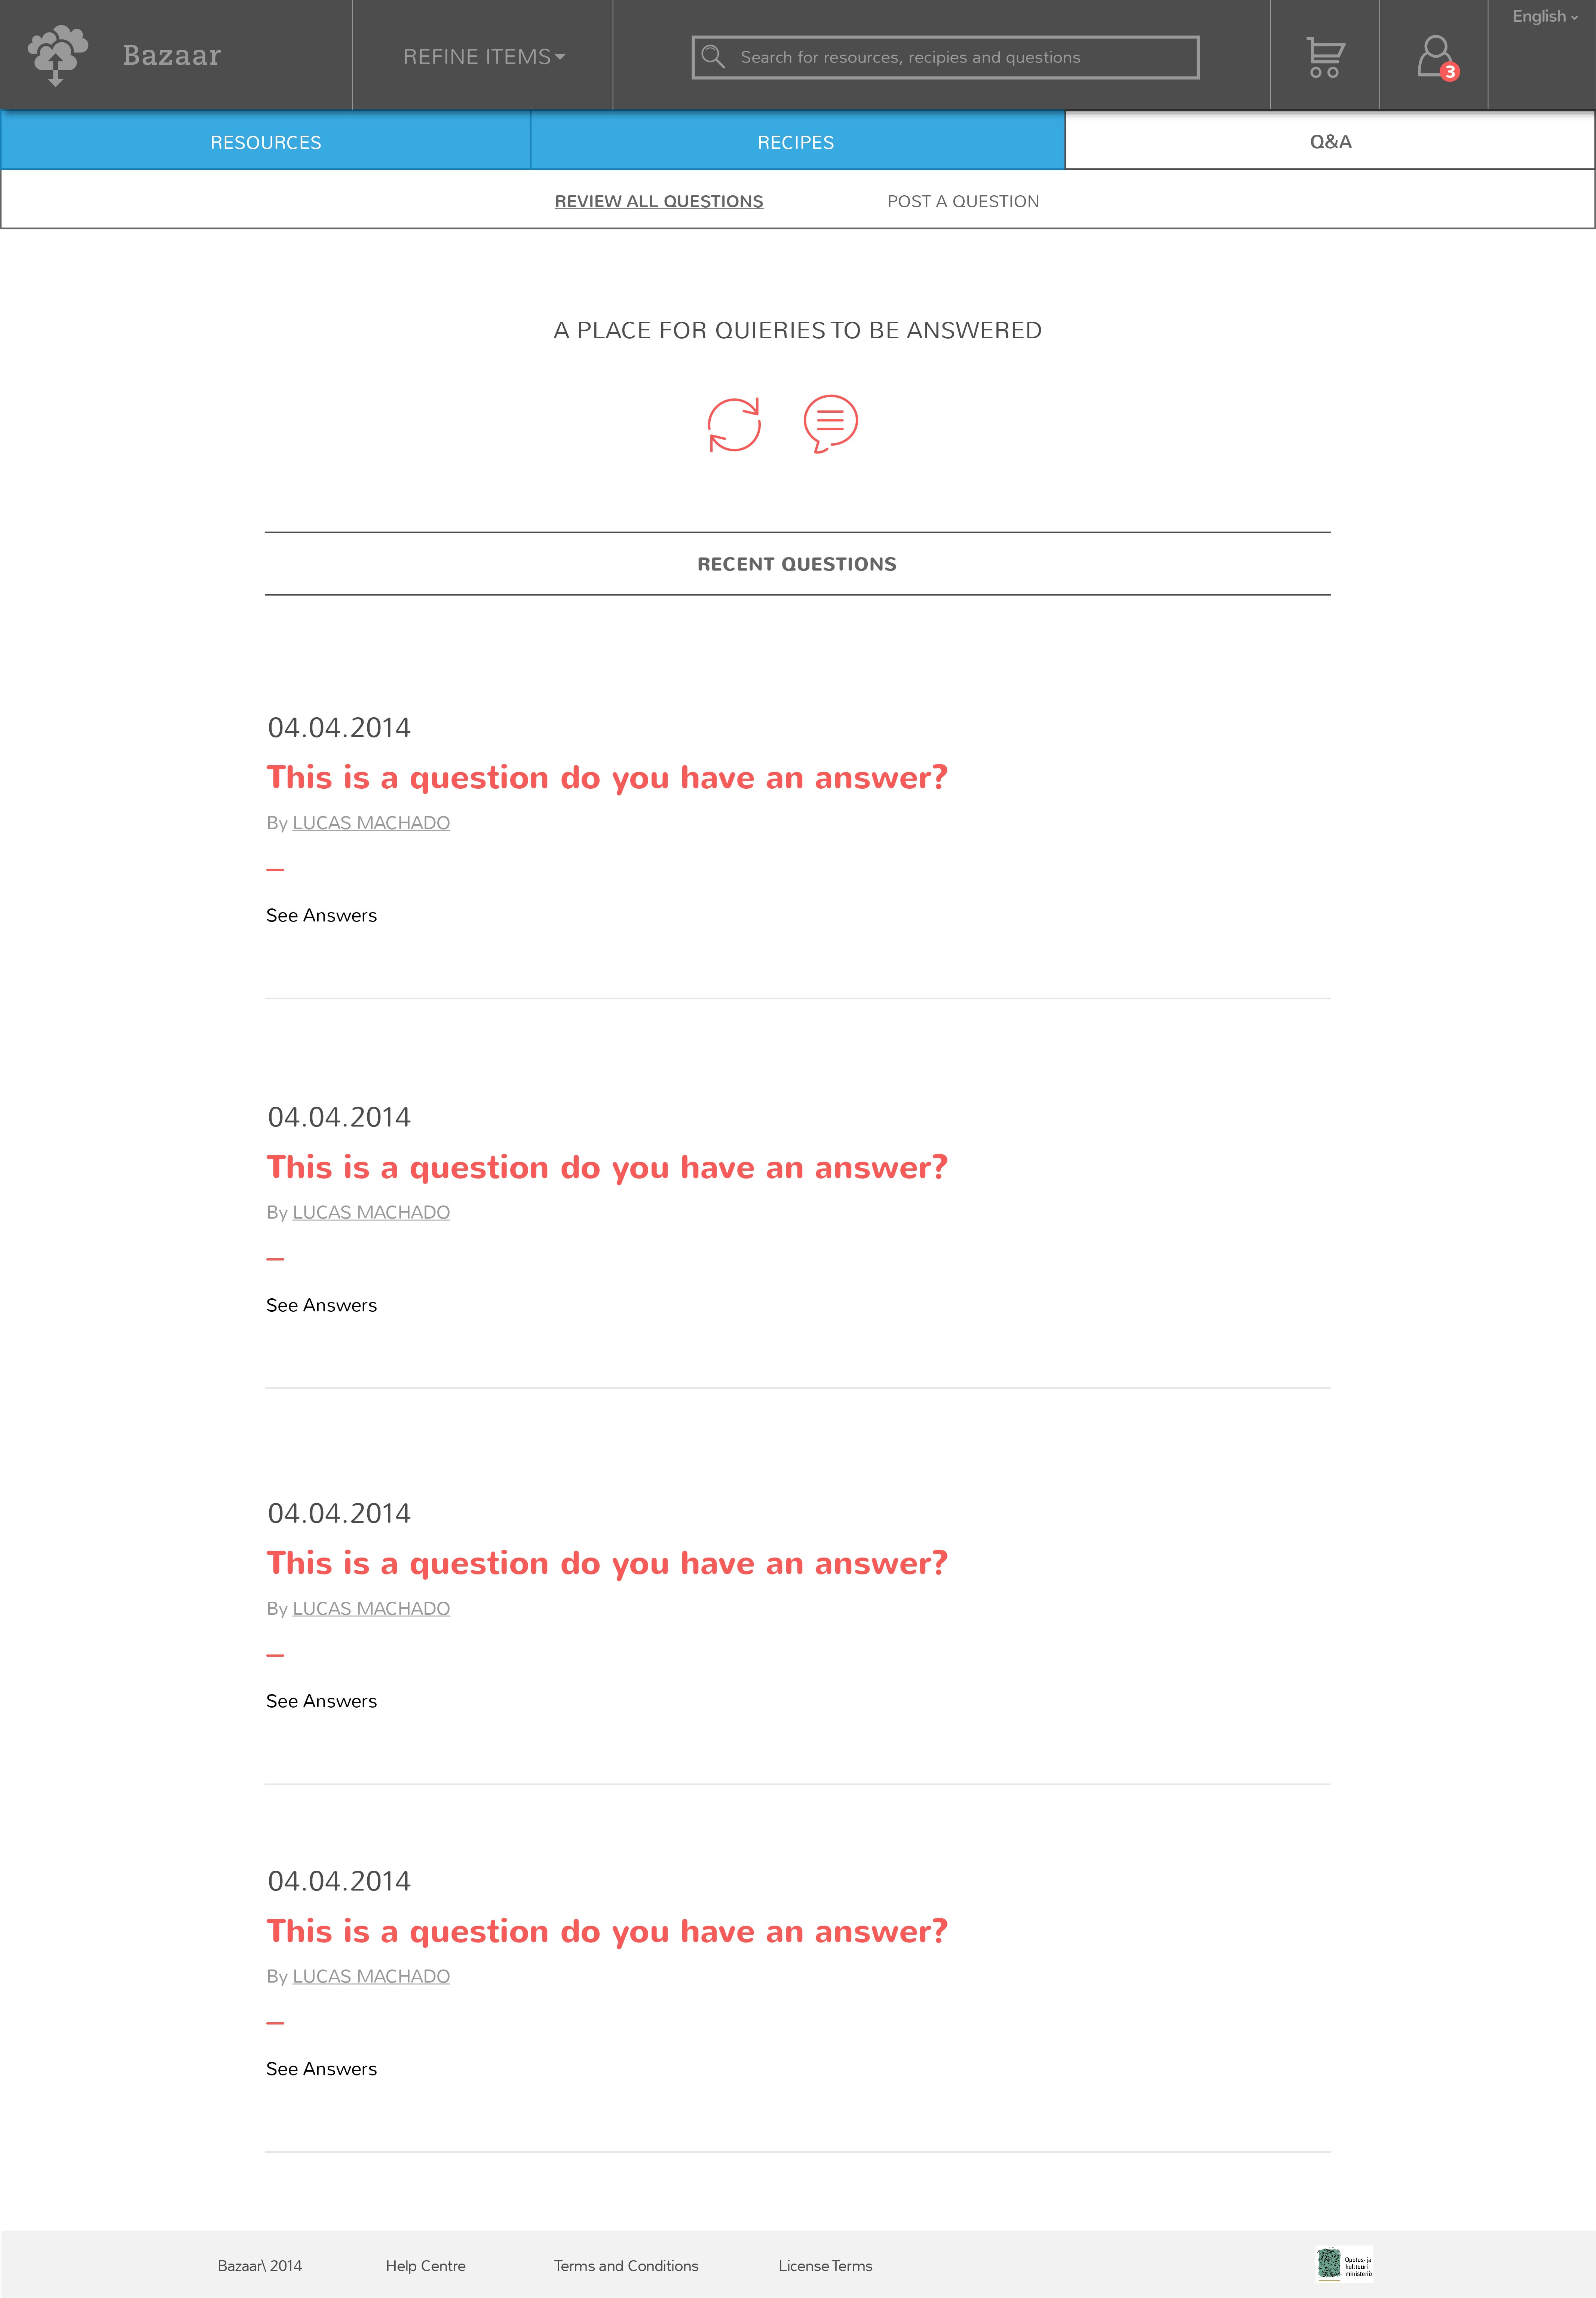 Bazaar
REFINE ITEMS
Search for resources, recipies and questions
3
English
RESOURCES
RECIPES
Q&A
REVIEW ALL QUESTIONS
POST A QUESTION
A PLACE FOR QUIERIES TO BE ANSWERED
RECENT QUESTIONS
04.04.2014
This is a question do you have an answer?
By LUCAS MACHADO
See Answers
04.04.2014
This is a question do you have an answer?
By LUCAS MACHADO
See Answers
04.04.2014
This is a question do you have an answer?
By LUCAS MACHADO
See Answers
04.04.2014
This is a question do you have an answer?
By LUCAS MACHADO
See Answers
Bazaar\ 2014
Help Centre
Terms and Conditions
License Terms
Opetus- ja
kulttuuri-
ministeriö